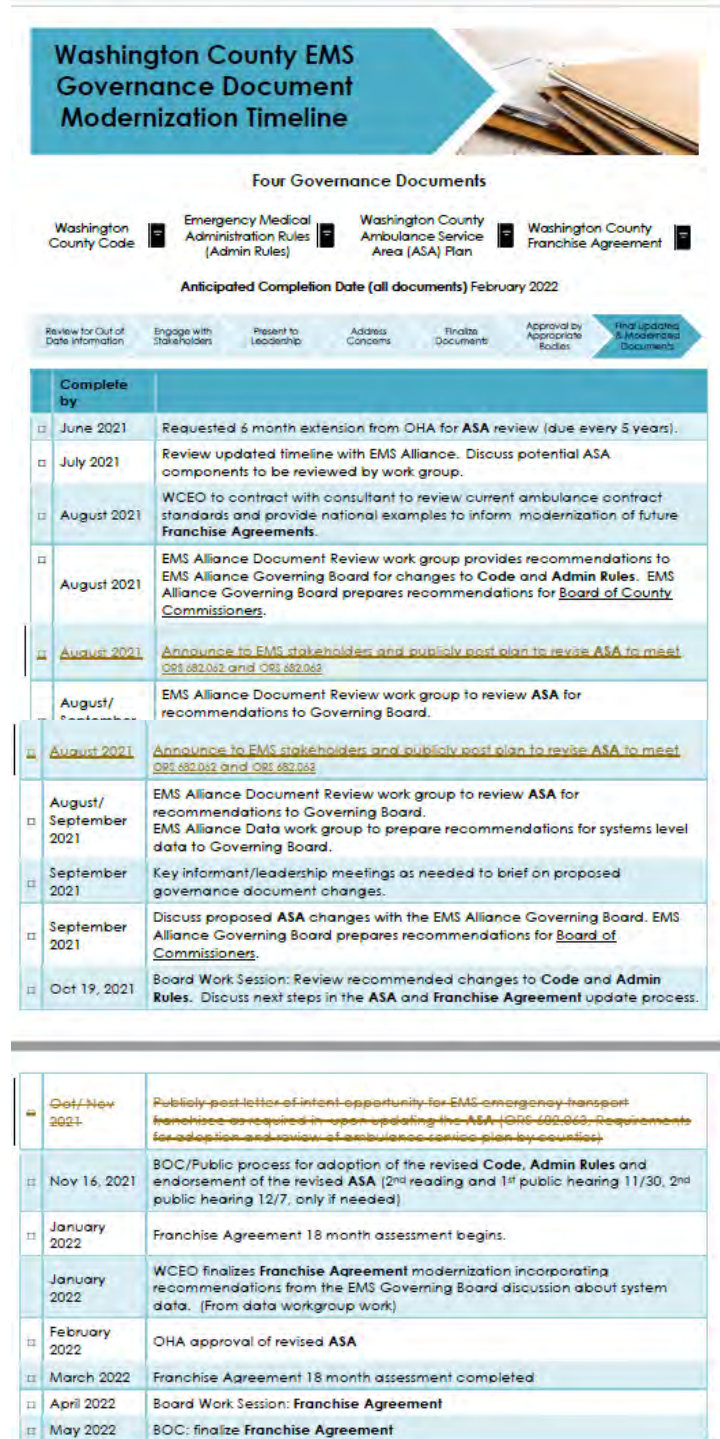 Washington County EMS
Governance Document
Modernization Timeline
Four Governance Documents
Washington
County Code
Emergency Medical
Administration Rules
(Admin Rules)
Washington County
Ambulance Service
Area (ASA) Plan
Washington County
Franchise Agreement
Anticipated Completion Date (all documents) February 2022
Review for Out of
Date Information
Engage with
Stakeholders
Present to
Leadership
Address
Concerns
Finalize
Documents
Approval by
Appropriate
Bodies
Final updated
& Modernized
Documents
Complete
by
June 2021
Requested 6 month extension from OHA for ASA review (due every 5 years).
July 2021
Review updated timeline with EMS Alliance. Discuss potential ASA
components to be reviewed by work group.
August 2021
WCEO to contract with consultant to review current ambulance contract
standards and provide national examples to inform modernization of future
Franchise Agreements.
August 2021
EMS Alliance Document Review work group provides recommendations to
EMS Alliance Governing Board for changes to Code and Admin Rules. EMS
Alliance Governing Board prepares recommendations for Board of County
Commissioners.
August 2021
Announce to EMS stakeholders and publicly post plan to revise ASA to meet
ORS 682.062 and ORS 682.063
August/
September
EMS Alliance Document Review work group to review ASA for
recommendations to Governing Board.
August 2021
Announce to EMS stakeholders and publicly post plan to revise ASA to meet
ORS 682.062 and ORS 682.063
August/
September
2021
EMS Alliance Document Review work group to review ASA for
recommendations to Governing Board.
EMS Alliance Data work group to prepare recommendations for systems level
data to Governing Board.
September
2021
Key informant/leadership meetings as needed to brief on proposed
governance document changes.
September
2021
Discuss proposed ASA changes with the EMS Alliance Governing Board. EMS
Alliance Governing Board prepares recommendations for Board of
Commissioners.
Oct 19, 2021
Board Work Session: Review recommended changes to Code and Admin
Rules. Discuss next steps in the ASA and Franchise Agreement update process.
Oct/ Nov
2021
Publicly post letter of intent opportunity for EMS emergency transport
franchisee as required in upon updating the ASA (ORS 682.063, Requirements
for adoption and review of ambulance service plan by counties)
Nov 16, 2021
BOC/Public process for adoption of the revised Code, Admin Rules and
endorsement of the revised ASA (2nd reading and 1st public hearing 11/30, 2nd
public hearing 12/7, only if needed)
January
2022
Franchise Agreement 18 month assessment begins.
January
2022
WCEO finalizes Franchise Agreement modernization incorporating
recommendations from the EMS Governing Board discussion about system
data. (From data workgroup work)
February
2022
OHA approval of revised ASA
March 2022
Franchise Agreement 18 month assessment completed
April 2022
Board Work Session: Franchise Agreement
May 2022
BOC: finalize Franchise Agreement